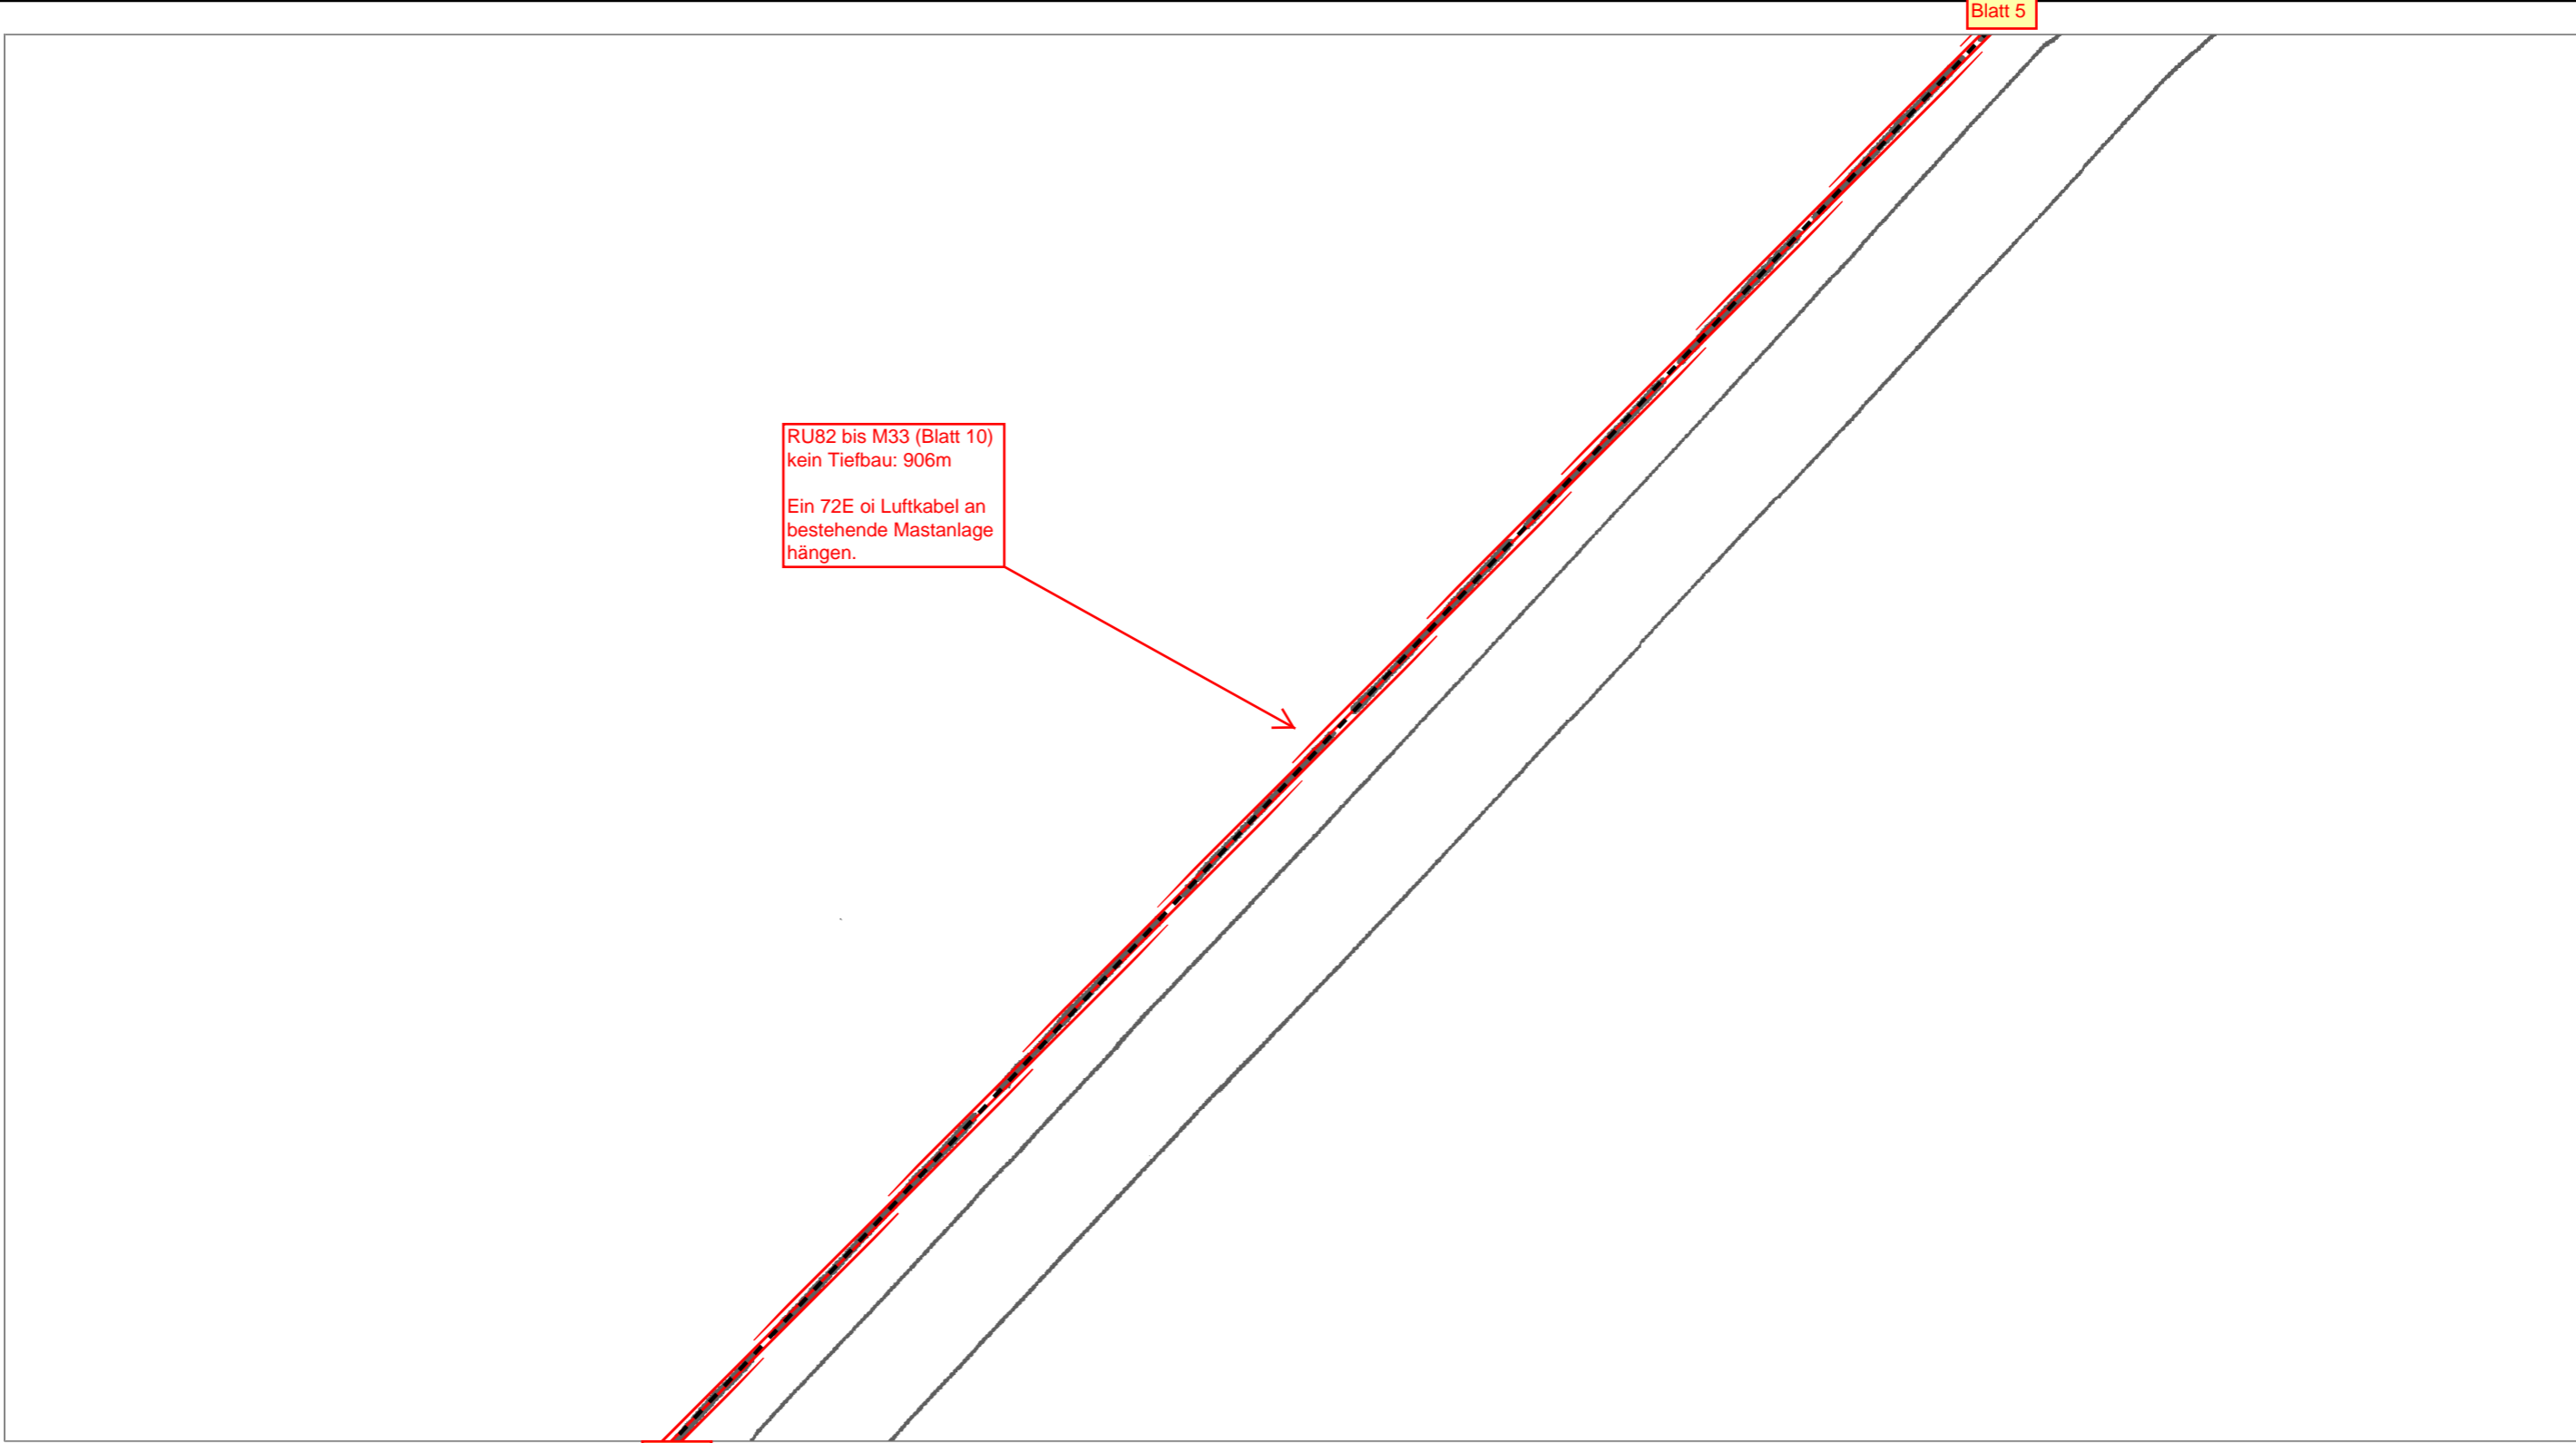 Blatt 5
RU82 bis M33 (Blatt 10)
kein Tiefbau: 906m
Ein 72E oi Luftkabel an
bestehende Mastanlage
hängen.